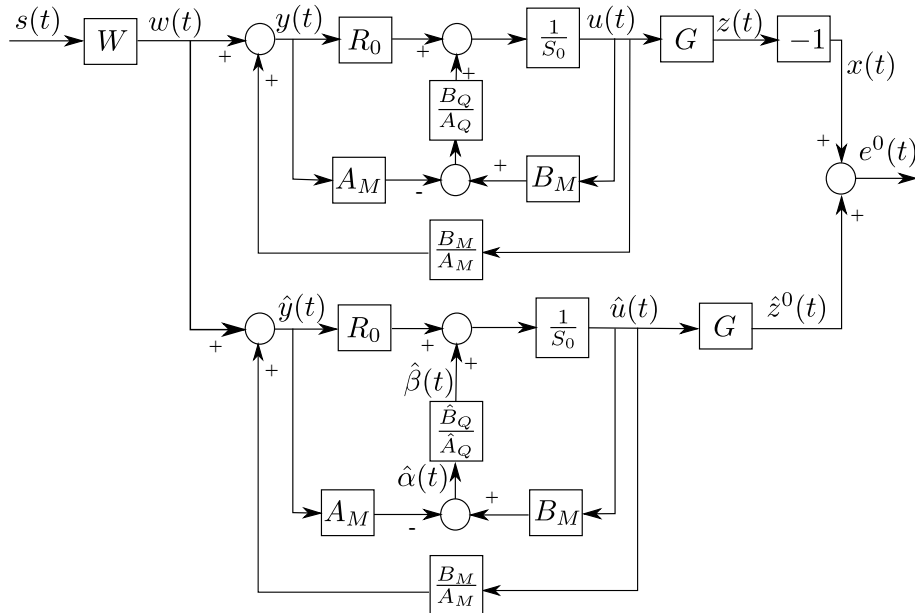 s(t) W w(t) + y(t) R_0 + 1/S_0 u(t) G z(t) −1
+ + x(t)
B_Q/A_Q
+ e^0(t)
A_M - + B_M
+
B_M/A_M
+ ŷ(t) R_0 + 1/S_0 û(t) G ẑ^0(t)
+ +
β̂(t)
B̂_Q/Â_Q
α̂(t)
A_M - + B_M
B_M/A_M